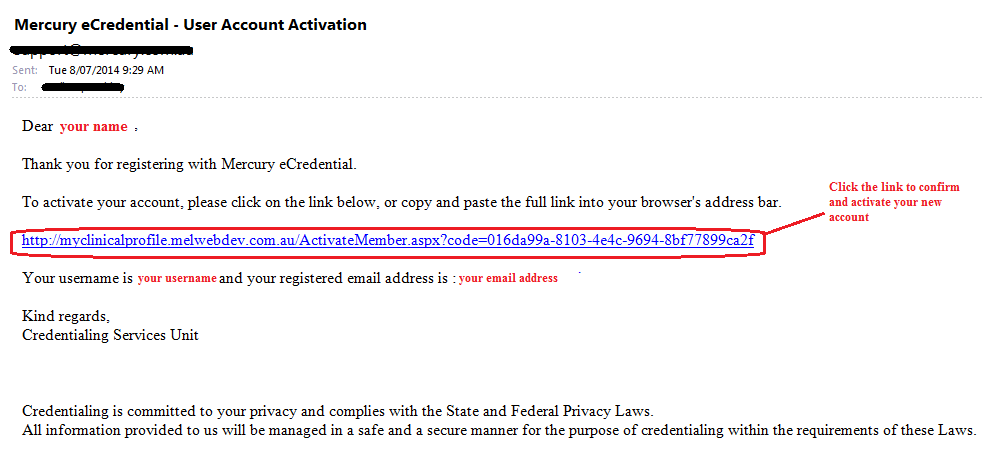 Mercury eCredential - User Account Activation
Sent: Tue 8/07/2014 9:29 AM
To:
Dear your name ,
Thank you for registering with Mercury eCredential.
To activate your account, please click on the link below, or copy and paste the full link into your browser's address bar.
Click the link to confirm
and activate your new
account
http://myclinicalprofile.melwebdev.com.au/ActivateMember.aspx?code=016da99a-8103-4e4c-9694-8bf77899ca2f
Your username is your username and your registered email address is : your email address
Kind regards,
Credentialing Services Unit
Credentialing is committed to your privacy and complies with the State and Federal Privacy Laws.
All information provided to us will be managed in a safe and a secure manner for the purpose of credentialing within the requirements of these Laws.